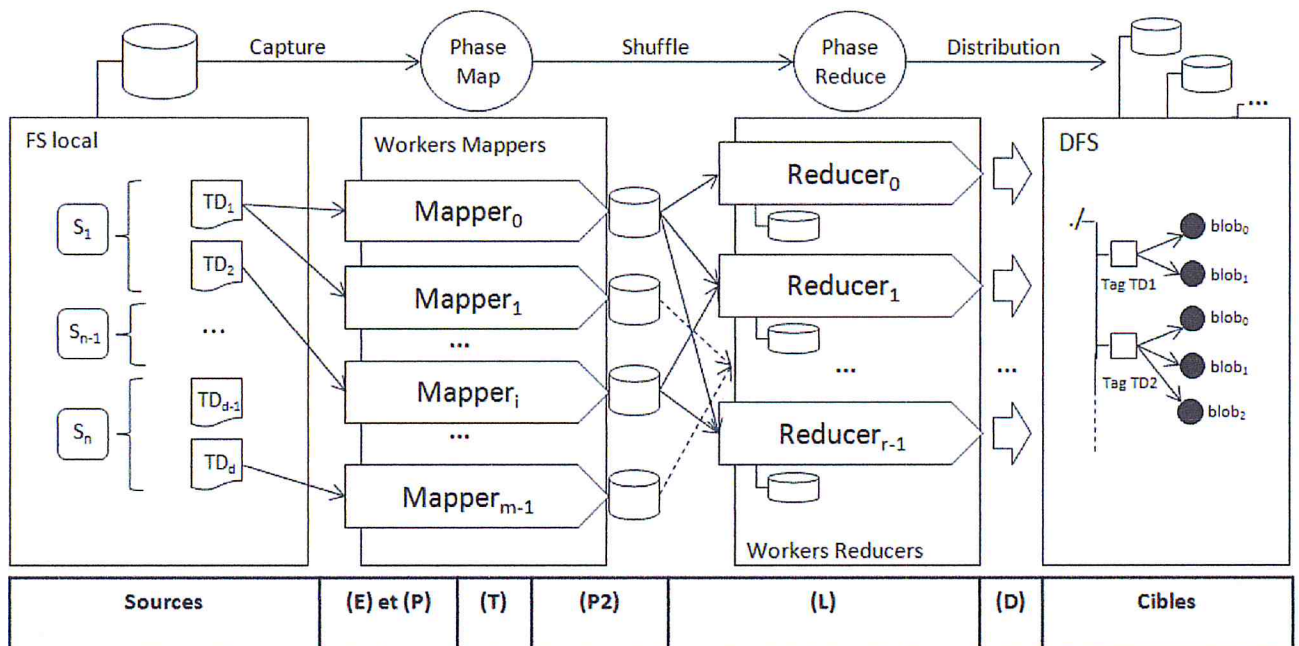 Capture
Phase
Map
Shuffle
Phase
Reduce
Distribution
...
FS local
S1
Sn-1
Sn
TD1
TD2
...
TDd-1
TDd
Workers Mappers
Mapper0
Mapper1
...
Mapperi
...
Mapperm-1
Reducer0
Reducer1
...
Reducerr-1
Workers Reducers
...
DFS
./
Tag TD1
blob0
blob1
Tag TD2
blob0
blob1
blob2
Sources (E) et (P) (T) (P2) (L) (D) Cibles